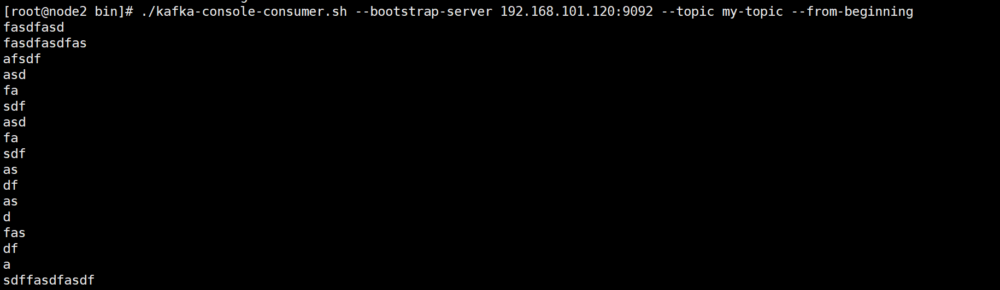 [root@node2 bin]# ./kafka-console-consumer.sh --bootstrap-server 192.168.101.120:9092 --topic my-topic --from-beginning
fasdfasd
fasdfasdfas
afsdf
asd
fa
sdf
asd
fa
sdf
as
df
as
d
fas
df
a
sdffasdfasdf